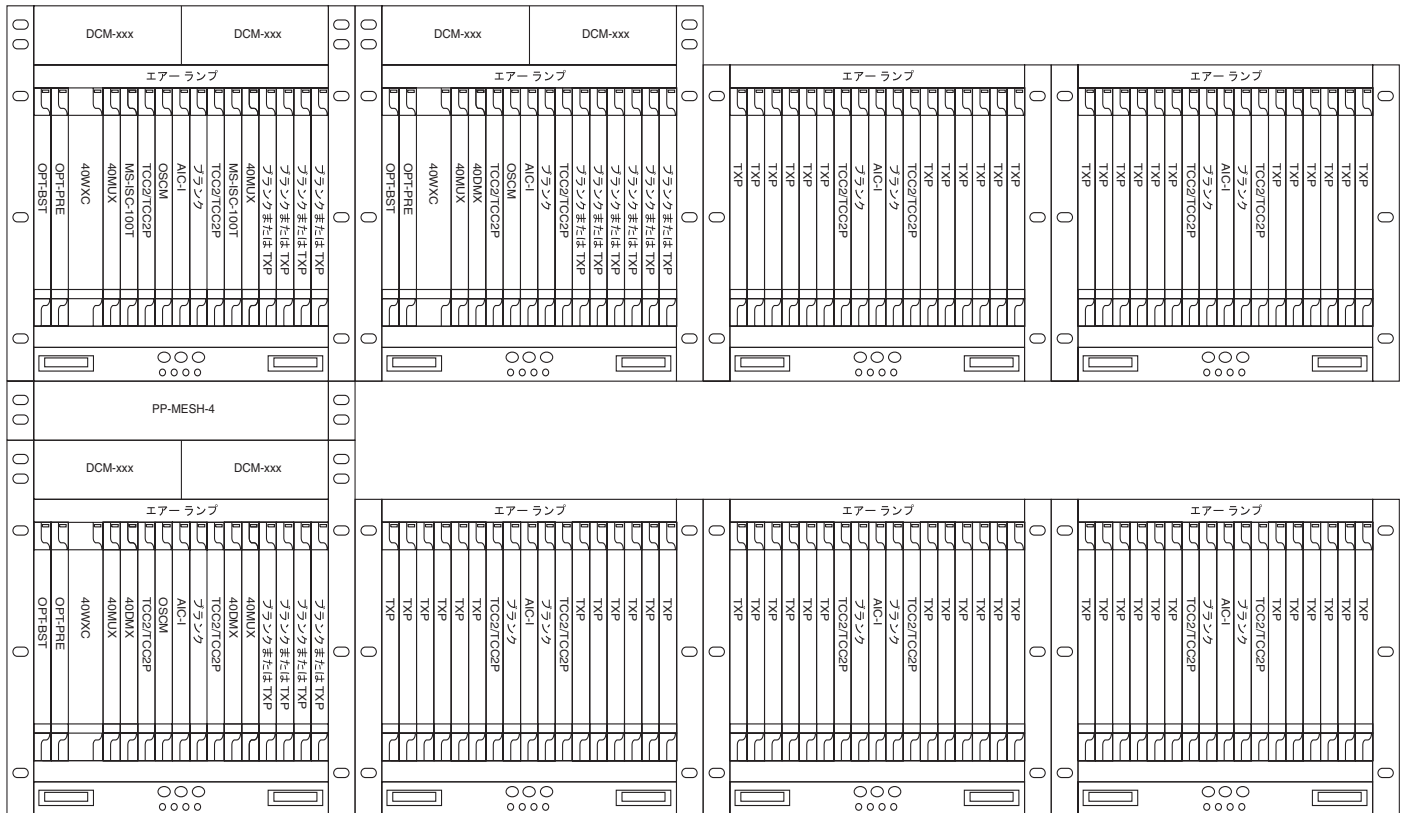 DCM-xxx
DCM-xxx
エアー ランプ
OPT-BST
OPT-PRE
40WXC
40MUX
MS-ISC-100T
TCC2/TCC2P
OSCM
AIC-I
ブランク
TCC2/TCC2P
MS-ISC-100T
40MUX
ブランクまたは TXP
ブランクまたは TXP
ブランクまたは TXP
ブランクまたは TXP
DCM-xxx
DCM-xxx
エアー ランプ
OPT-BST
OPT-PRE
40WXC
40MUX
40DMX
TCC2/TCC2P
OSCM
AIC-I
ブランク
TCC2/TCC2P
ブランクまたは TXP
ブランクまたは TXP
ブランクまたは TXP
ブランクまたは TXP
ブランクまたは TXP
ブランクまたは TXP
エアー ランプ
TXP
TXP
TXP
TXP
TXP
TXP
TCC2/TCC2P
ブランク
AIC-I
ブランク
TCC2/TCC2P
TXP
TXP
TXP
TXP
TXP
TXP
エアー ランプ
TXP
TXP
TXP
TXP
TXP
TXP
TCC2/TCC2P
ブランク
AIC-I
ブランク
TCC2/TCC2P
TXP
TXP
TXP
TXP
TXP
TXP
PP-MESH-4
DCM-xxx
DCM-xxx
エアー ランプ
OPT-BST
OPT-PRE
40WXC
40MUX
40DMX
TCC2/TCC2P
OSCM
AIC-I
ブランク
TCC2/TCC2P
40DMX
40MUX
ブランクまたは TXP
ブランクまたは TXP
ブランクまたは TXP
ブランクまたは TXP
エアー ランプ
TXP
TXP
TXP
TXP
TXP
TXP
TCC2/TCC2P
ブランク
AIC-I
ブランク
TCC2/TCC2P
TXP
TXP
TXP
TXP
TXP
TXP
エアー ランプ
TXP
TXP
TXP
TXP
TXP
TXP
TCC2/TCC2P
ブランク
AIC-I
ブランク
TCC2/TCC2P
TXP
TXP
TXP
TXP
TXP
TXP
エアー ランプ
TXP
TXP
TXP
TXP
TXP
TXP
TCC2/TCC2P
ブランク
AIC-I
ブランク
TCC2/TCC2P
TXP
TXP
TXP
TXP
TXP
TXP